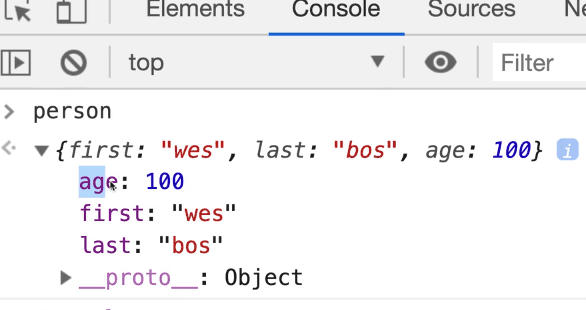 Elements Console Sources
top Filter
> person
{first: "wes", last: "bos", age: 100} i
age: 100
first: "wes"
last: "bos"
__proto__: Object